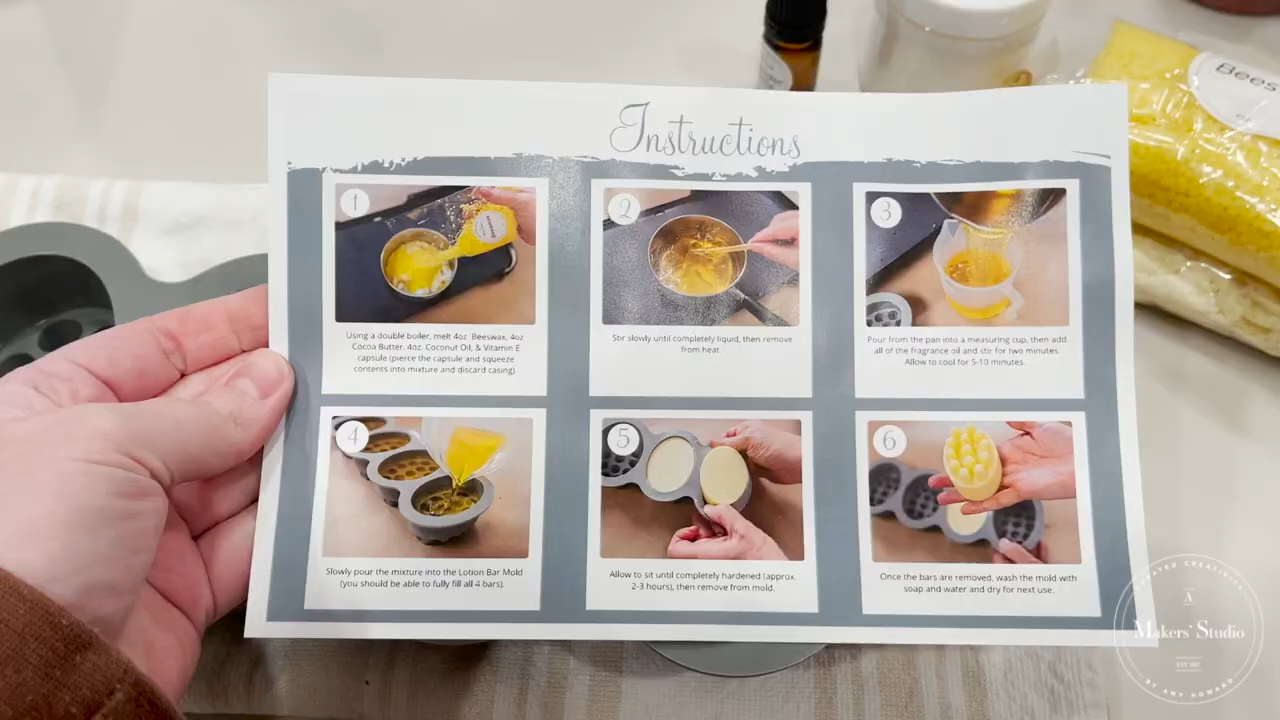 Bees
Instructions
1
Using a double boiler, melt 4oz. Beeswax, 4oz
Cocoa Butter, 4oz. Coconut Oil, & Vitamin E
capsule (pierce the capsule and squeeze
contents into mixture and discard casing).
2
Stir slowly until completely liquid, then remove
from heat.
3
Pour from the pan into a measuring cup, then add
all of the fragrance oil and stir for two minutes.
Allow to cool for 5-10 minutes.
4
Slowly pour the mixture into the Lotion Bar Mold
(you should be able to fully fill all 4 bars).
5
Allow to sit until completely hardened (approx.
2-3 hours), then remove from mold.
6
Once the bars are removed, wash the mold with
soap and water and dry for next use.
CURATED CREATIVITY
A
Makers' Studio
BY AMY HOWARD